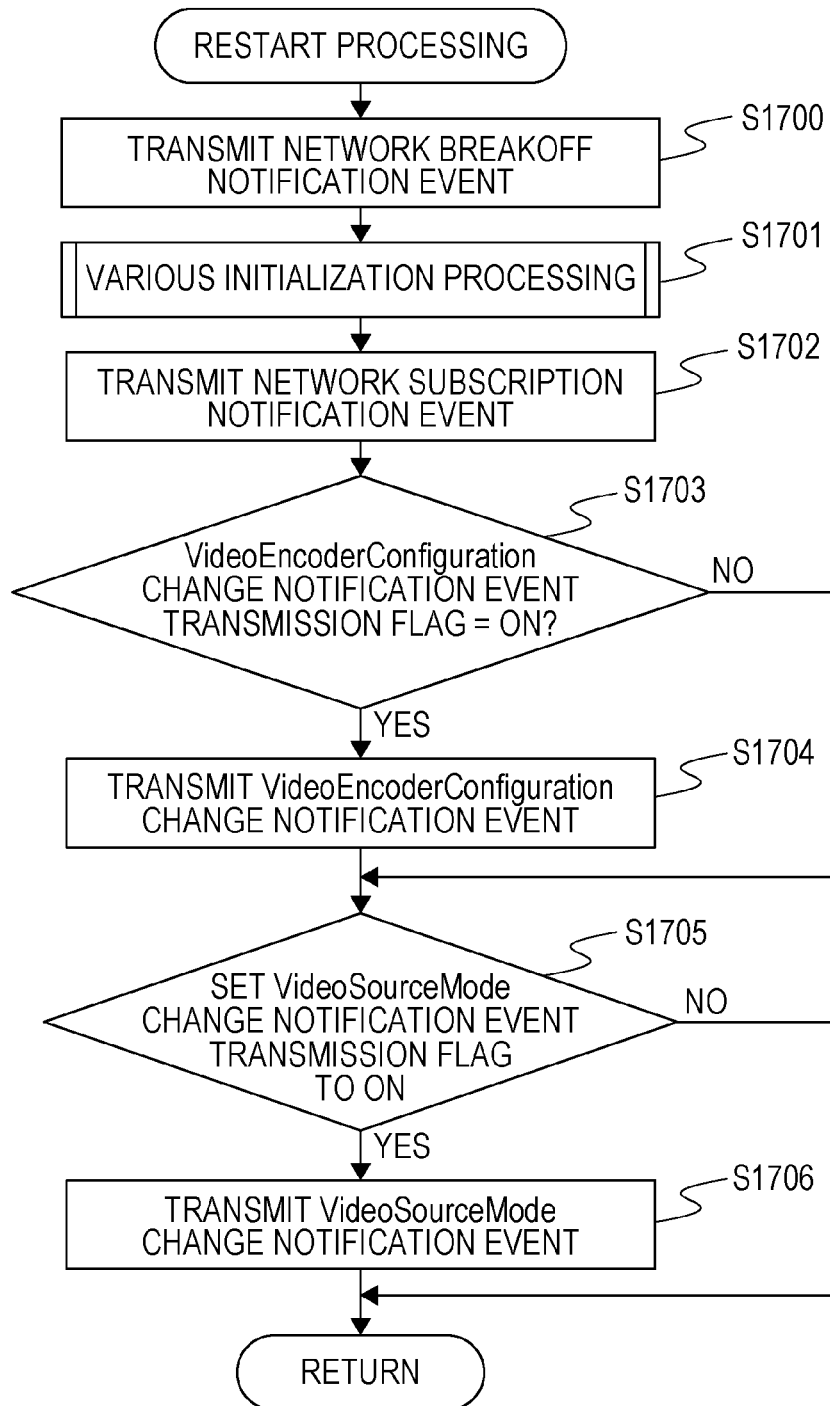 RESTART PROCESSING
S1700
TRANSMIT NETWORK BREAKOFF
NOTIFICATION EVENT
S1701
VARIOUS INITIALIZATION PROCESSING
S1702
TRANSMIT NETWORK SUBSCRIPTION
NOTIFICATION EVENT
S1703
VideoEncoderConfiguration
CHANGE NOTIFICATION EVENT
TRANSMISSION FLAG = ON?
NO
YES
S1704
TRANSMIT VideoEncoderConfiguration
CHANGE NOTIFICATION EVENT
S1705
SET VideoSourceMode
CHANGE NOTIFICATION EVENT
TRANSMISSION FLAG
TO ON
NO
YES
S1706
TRANSMIT VideoSourceMode
CHANGE NOTIFICATION EVENT
RETURN